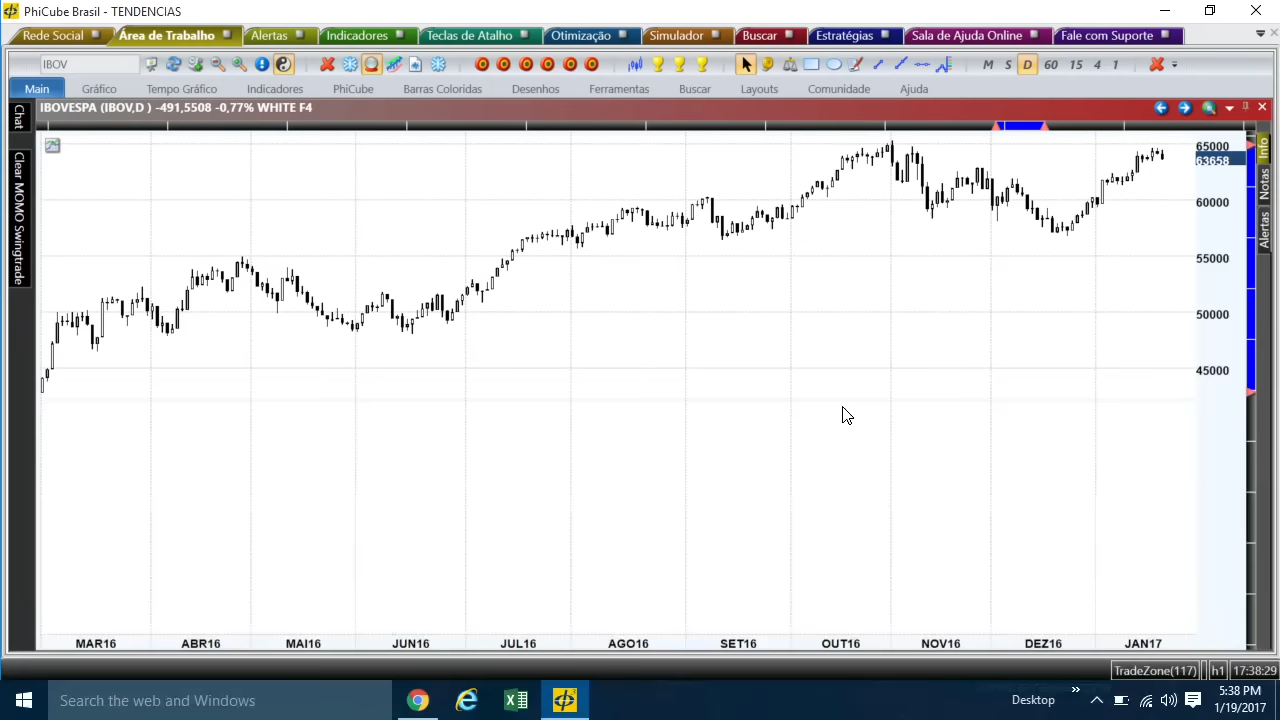 PhiCube Brasil - TENDENCIAS
Rede Social
Área de Trabalho
Alertas
Indicadores
Teclas de Atalho
Otimização
Simulador
Buscar
Estratégias
Sala de Ajuda Online
Fale com Suporte
IBOV
M S D 60 15 4 1
Main
Gráfico
Tempo Gráfico
Indicadores
PhiCube
Barras Coloridas
Desenhos
Ferramentas
Buscar
Layouts
Comunidade
Ajuda
IBOVESPA (IBOV,D ) -491,5508 -0,77% WHITE F4
Chat
Clear MOMO Swingtrade
65000
63658
60000
55000
50000
45000
Info
Notas
Alertas
MAR16
ABR16
MAI16
JUN16
JUL16
AGO16
SET16
OUT16
NOV16
DEZ16
JAN17
TradeZone(117)
h1
17:38:29
Search the web and Windows
Desktop
5:38 PM
1/19/2017